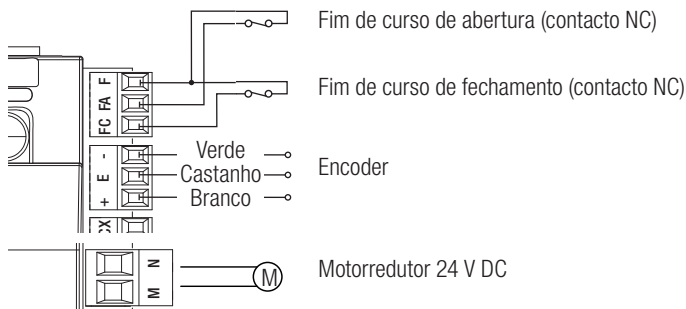 Fim de curso de abertura (contacto NC)
F
Fim de curso de fechamento (contacto NC)
FA
FC
- Verde
E Castanho Encoder
+ Branco
CX
N
M Motorredutor 24 V DC
M